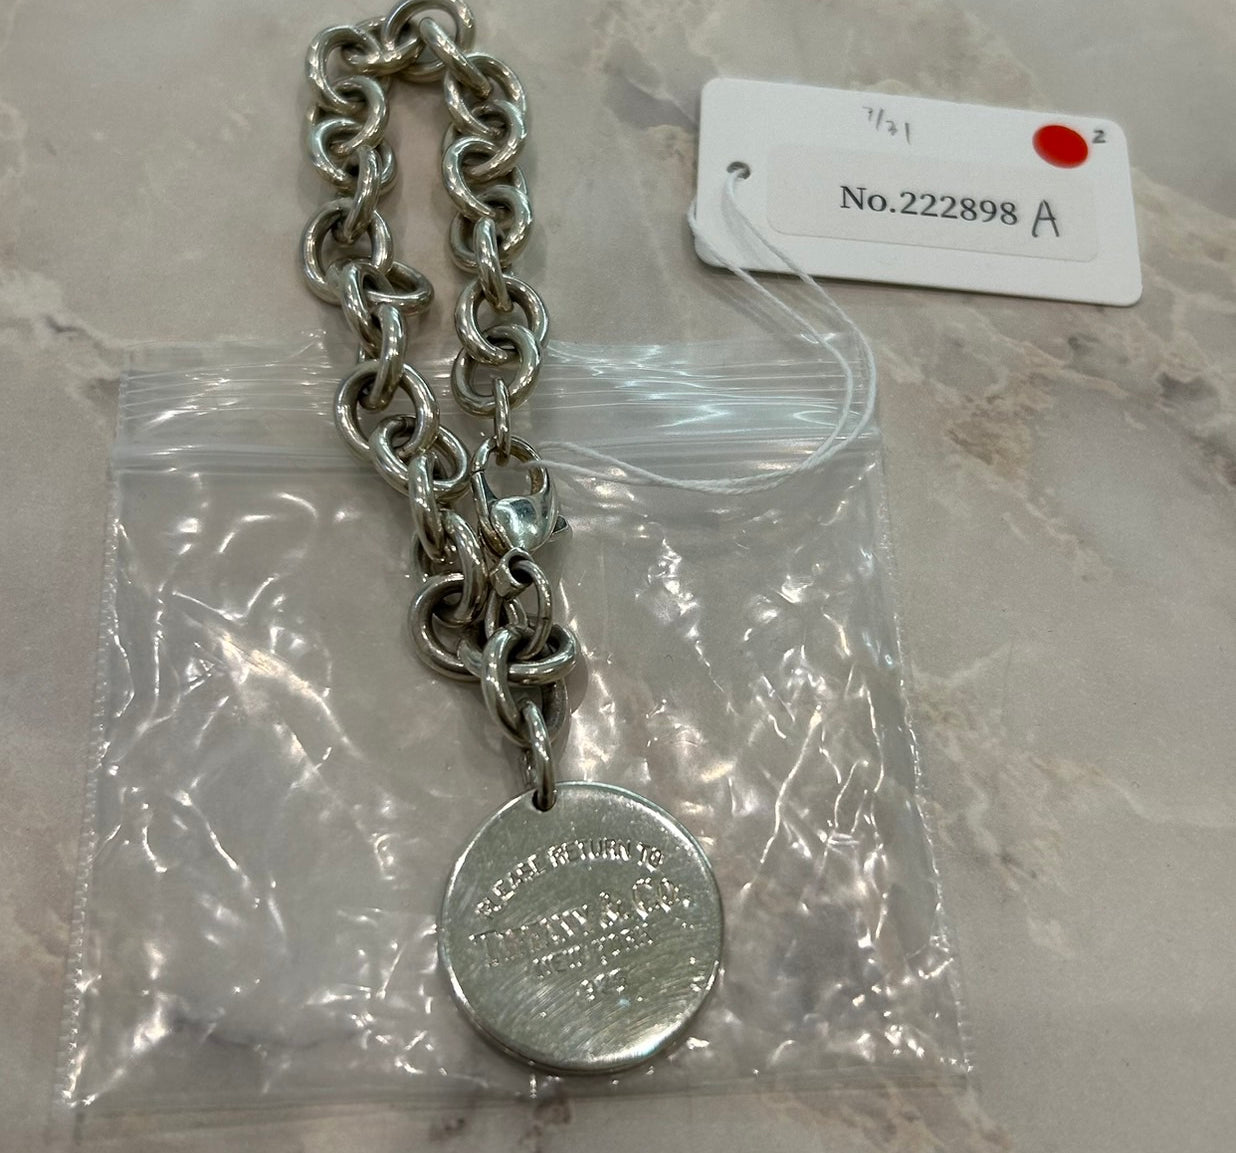 7/31
2
No.222898 A
PLEASE RETURN TO
TIFFANY & CO.
NEW YORK
925